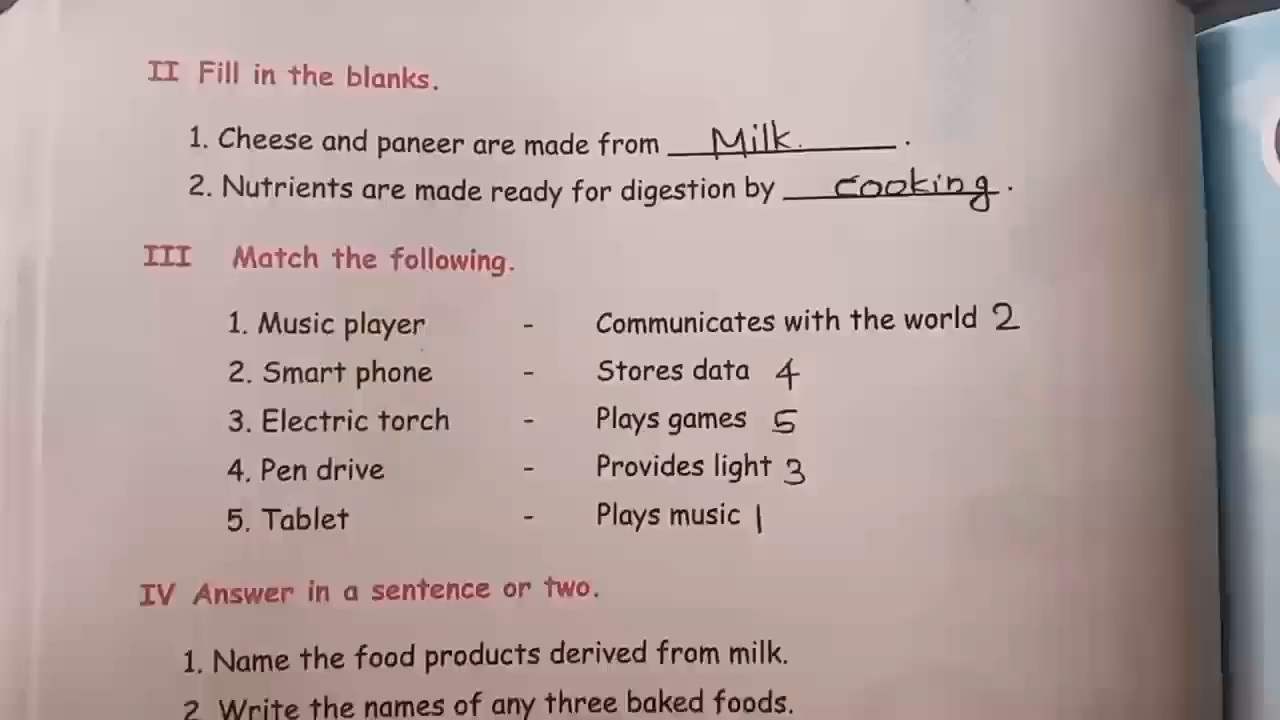 II Fill in the blanks.
1. Cheese and paneer are made from Milk. .
2. Nutrients are made ready for digestion by cooking.
III Match the following.
1. Music player - Communicates with the world 2
2. Smart phone - Stores data 4
3. Electric torch - Plays games 5
4. Pen drive - Provides light 3
5. Tablet - Plays music 1
IV Answer in a sentence or two.
1. Name the food products derived from milk.
2. Write the names of any three baked foods.